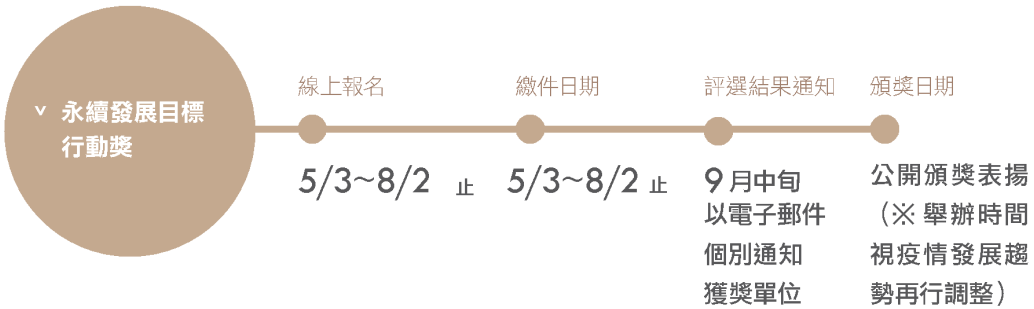 永續發展目標
行動獎
線上報名
5/3~8/2 止
繳件日期
5/3~8/2 止
評選結果通知
9月中旬
以電子郵件
個別通知
獲獎單位
頒獎日期
公開頒獎表揚
（※ 舉辦時間
視疫情發展趨
勢再行調整）